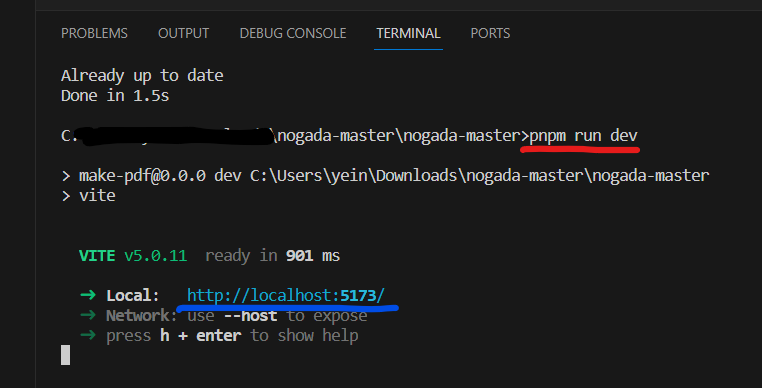 PROBLEMS OUTPUT DEBUG CONSOLE TERMINAL PORTS
Already up to date
Done in 1.5s
C. \nogada-master\nogada-master>pnpm run dev
> make-pdf@0.0.0 dev C:\Users\yein\Downloads\nogada-master\nogada-master
> vite
VITE v5.0.11 ready in 901 ms
➜ Local: http://localhost:5173/
➜ Network: use --host to expose
➜ press h + enter to show help